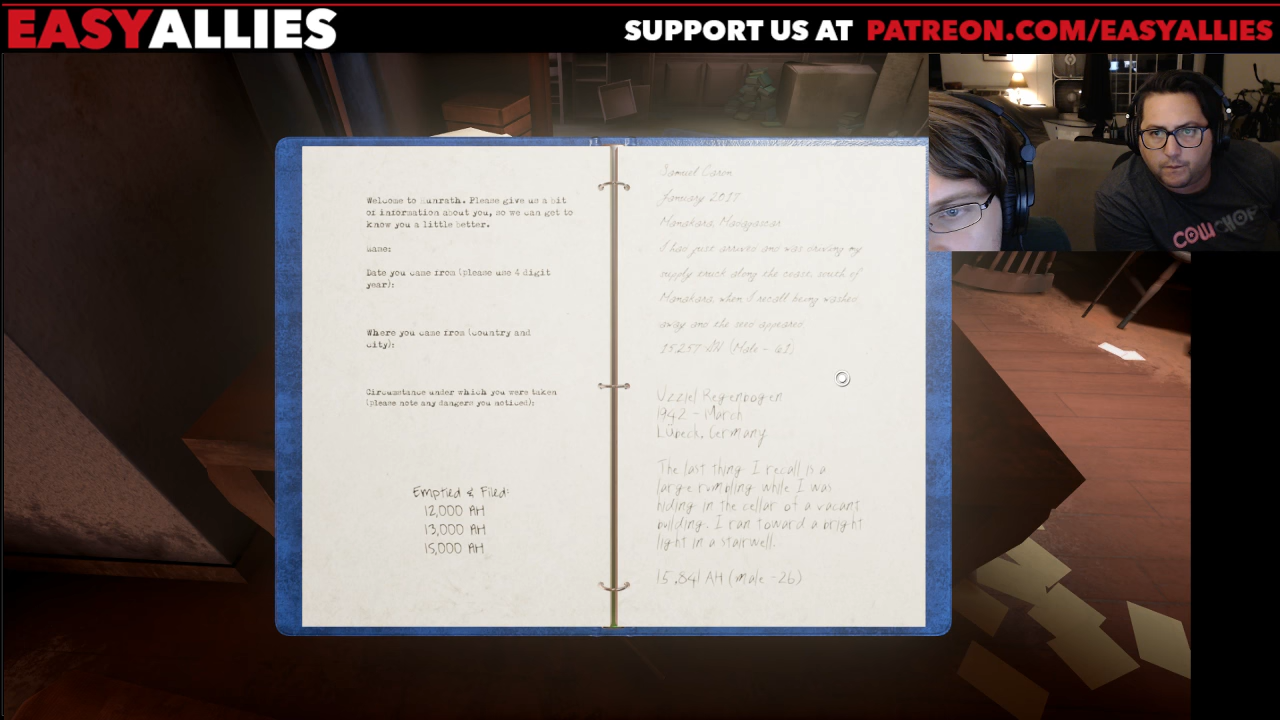 EASYALLIES
SUPPORT US AT PATREON.COM/EASYALLIES
COWCHOP
Welcome to Hunrath. Please give us a bit
of information about you, so we can get to
know you a little better.
Name:
Date you came from (please use 4 digit
year):
Where you came from (country and
city):
Circumstance under which you were taken
(please note any dangers you noticed):
Emptied & Filed:
12,000 AH
13,000 AH
15,000 AH
Samuel Caron
January 2017
Manakara, Madagascar
I had just arrived and was driving my
supply truck along the coast, south of
Manakara, when I recall being washed
away and the seed appeared.
15,257 AH (Male - 41)
Uzziel Regenbogen
1942 - March
Lübeck, Germany
The last thing I recall is a
large rumbling while I was
hiding in the cellar of a vacant
building. I ran toward a bright
light in a stairwell.
15,841 AH (male - 26)